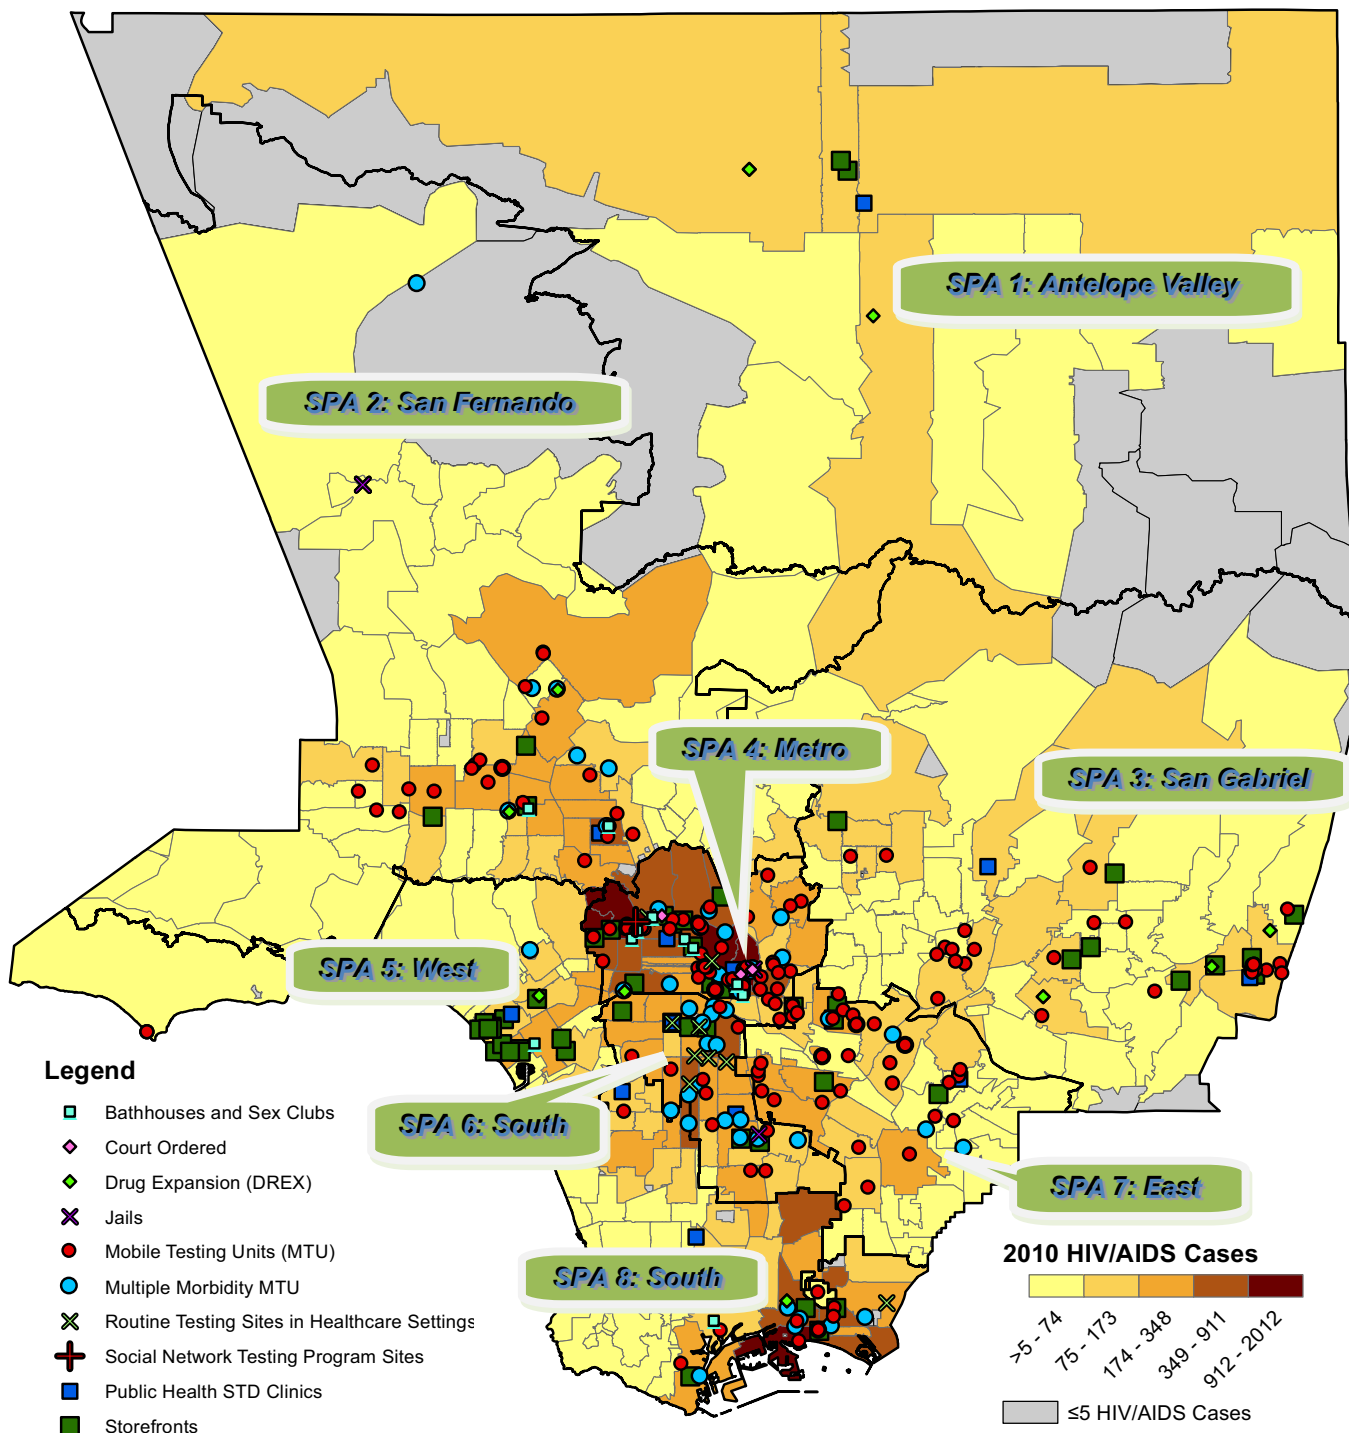 SPA 1: Antelope Valley
SPA 2: San Fernando
SPA 4: Metro
SPA 3: San Gabriel
SPA 5: West
SPA 6: South
SPA 7: East
SPA 8: South
Legend
Bathhouses and Sex Clubs
Court Ordered
Drug Expansion (DREX)
Jails
Mobile Testing Units (MTU)
Multiple Morbidity MTU
Routine Testing Sites in Healthcare Settings
Social Network Testing Program Sites
Public Health STD Clinics
Storefronts
2010 HIV/AIDS Cases
>5 - 74
75 - 173
174 - 348
349 - 911
912 - 2012
≤5 HIV/AIDS Cases